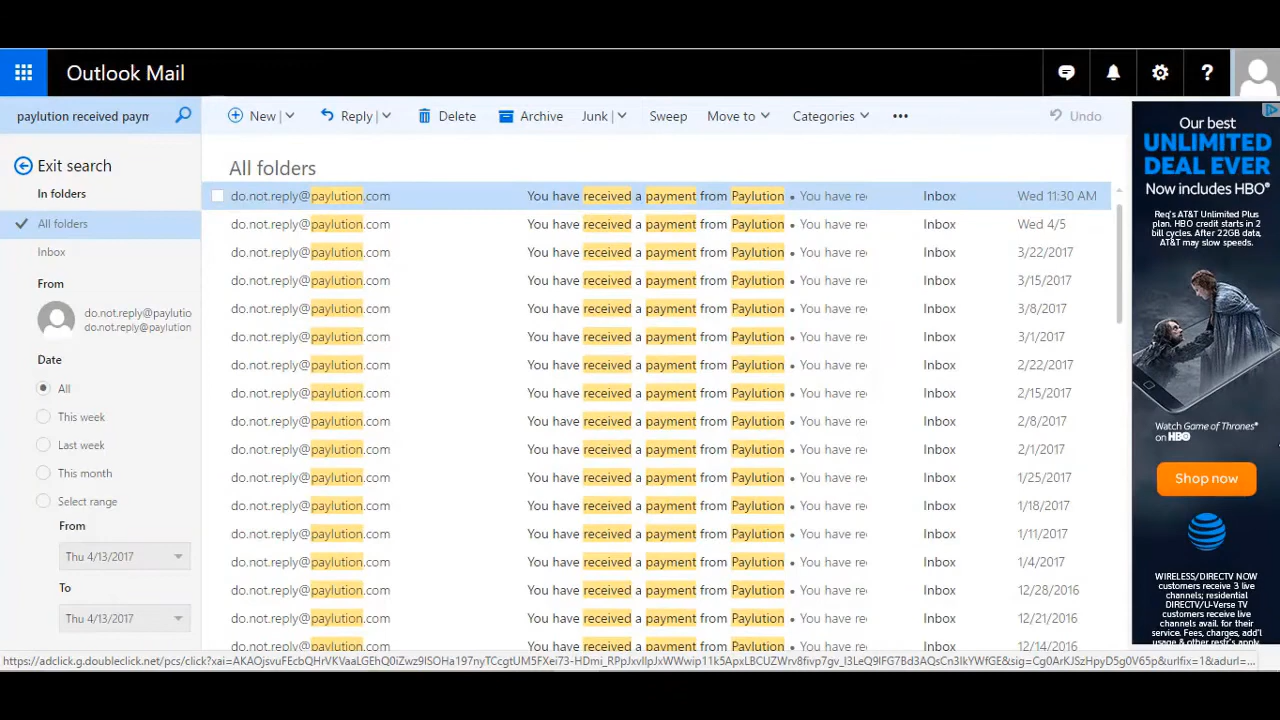 Outlook Mail
?
paylution received paym
New
Reply
Delete
Archive
Junk
Sweep
Move to
Categories
Undo
Exit search
In folders
All folders
Inbox
From
do.not.reply@paylutio
do.not.reply@paylution
Date
All
This week
Last week
This month
Select range
From
Thu 4/13/2017
To
Thu 4/13/2017
All folders
do.not.reply@paylution.com You have received a payment from Paylution • You have re Inbox Wed 11:30 AM
do.not.reply@paylution.com You have received a payment from Paylution • You have re Inbox Wed 4/5
do.not.reply@paylution.com You have received a payment from Paylution • You have re Inbox 3/22/2017
do.not.reply@paylution.com You have received a payment from Paylution • You have re Inbox 3/15/2017
do.not.reply@paylution.com You have received a payment from Paylution • You have re Inbox 3/8/2017
do.not.reply@paylution.com You have received a payment from Paylution • You have re Inbox 3/1/2017
do.not.reply@paylution.com You have received a payment from Paylution • You have re Inbox 2/22/2017
do.not.reply@paylution.com You have received a payment from Paylution • You have re Inbox 2/15/2017
do.not.reply@paylution.com You have received a payment from Paylution • You have re Inbox 2/8/2017
do.not.reply@paylution.com You have received a payment from Paylution • You have re Inbox 2/1/2017
do.not.reply@paylution.com You have received a payment from Paylution • You have re Inbox 1/25/2017
do.not.reply@paylution.com You have received a payment from Paylution • You have re Inbox 1/18/2017
do.not.reply@paylution.com You have received a payment from Paylution • You have re Inbox 1/11/2017
do.not.reply@paylution.com You have received a payment from Paylution • You have re Inbox 1/4/2017
do.not.reply@paylution.com You have received a payment from Paylution • You have re Inbox 12/28/2016
do.not.reply@paylution.com You have received a payment from Paylution • You have re Inbox 12/21/2016
do.not.reply@paylution.com You have received a payment from Paylution • You have re Inbox 12/14/2016
Our best
UNLIMITED
DEAL EVER
Now includes HBO®
Req's AT&T Unlimited Plus
plan. HBO credit starts in 2
bill cycles. After 22GB data,
AT&T may slow speeds.
Watch Game of Thrones®
on HBO
Shop now
WIRELESS/DIRECTV NOW
customers receive 3 live
channels; residential
DIRECTV/U-Verse TV
customers receive live
channels avail. for their
service. Fees, charges, add'l
usage & other restr's apply.
https://adclick.g.doubleclick.net/pcs/click?xai=